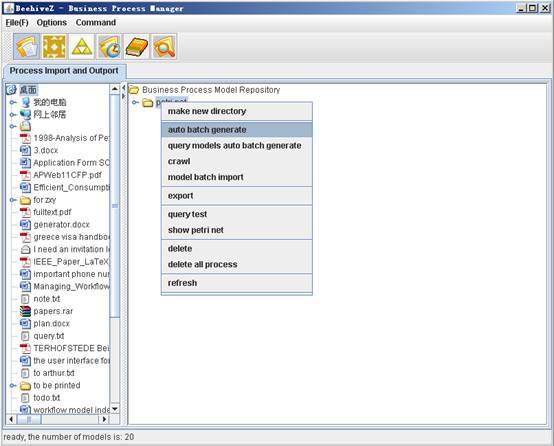 BeehiveZ - Business Process Manager
File(F) Options Command
Process Import and Outport
桌面
我的电脑
网上邻居
1998-Analysis of Pe
3.docx
Application Form SC
APWeb11CFP.pdf
Efficient_Consumpti
for zxy
fulltext.pdf
generator.docx
greece visa handbo
I need an invitation l
IEEE_Paper_LaTeX
important phone nur
Managing_Workflow
note.txt
papers.rar
plan.docx
query.txt
TERHOFSTEDE Bei
the user interface for
to arthur.txt
to be printed
todo.txt
workflow model inde
Business Process Model Repository
petri net
make new directory
auto batch generate
query models auto batch generate
crawl
model batch import
export
query test
show petri net
delete
delete all process
refresh
ready, the number of models is: 20